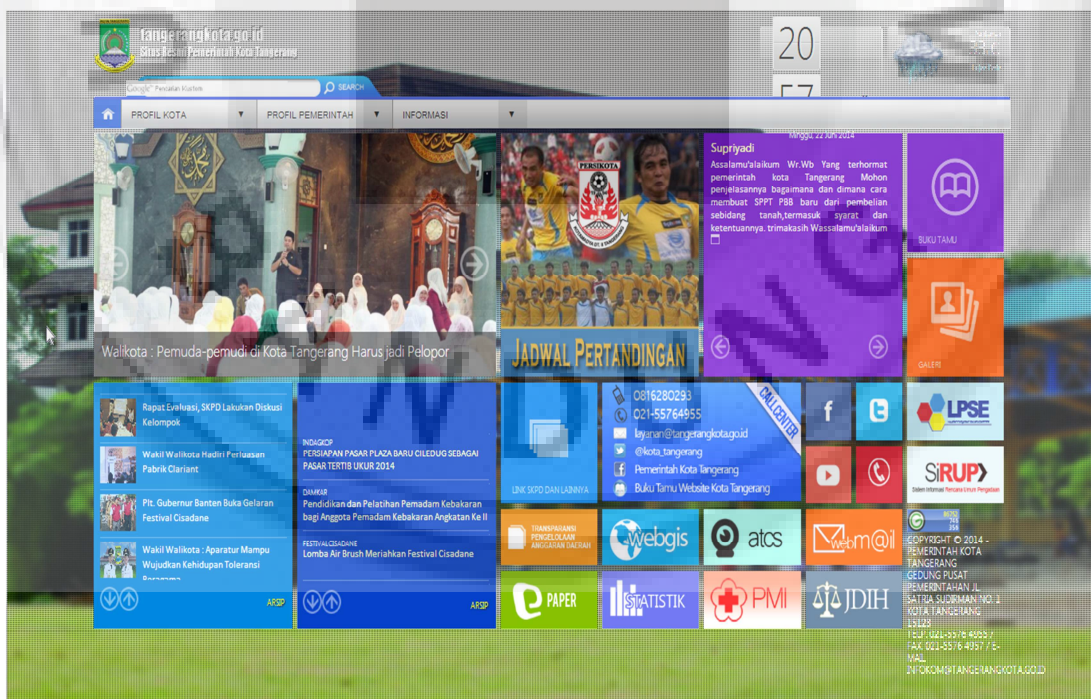 tangerangkota.go.id
Situs Resmi Pemerintah Kota Tangerang
20
57
Google Pencarian Khusus
SEARCH
PROFIL KOTA
PROFIL PEMERINTAH
INFORMASI
Walikota : Pemuda-pemudi di Kota Tangerang Harus jadi Pelopor
PERSIKOTA
JADWAL PERTANDINGAN
Minggu, 22 Juni 2014
Supriyadi
Assalamu'alaikum Wr.Wb Yang terhormat
pemerintah kota Tangerang Mohon
penjelasannya bagaimana dan dimana cara
membuat SPPT PBB baru dari pembelian
sebidang tanah,termasuk syarat dan
ketentuannya. trimakasih Wassalamu'alaikum
BUKU TAMU
GALERI
Rapat Evaluasi, SKPD Lakukan Diskusi
Kelompok
Wakil Walikota Hadiri Perluasan
Pabrik Clariant
Plt. Gubernur Banten Buka Gelaran
Festival Cisadane
Wakil Walikota : Aparatur Mampu
Wujudkan Kehidupan Toleransi
Beragama
ARSIP
INDAGKOP
PERSIAPAN PASAR PLAZA BARU CILEDUG SEBAGAI
PASAR TERTIB UKUR 2014
DAMKAR
Pendidikan dan Pelatihan Pemadam Kebakaran
bagi Anggota Pemadam Kebakaran Angkatan Ke II
FESTIVALCISADANE
Lomba Air Brush Meriahkan Festival Cisadane
ARSIP
LINK SKPD DAN LAINNYA
0816280293
021-55764955
layanan@tangerangkota.go.id
@kota_tangerang
Pemerintah Kota Tangerang
Buku Tamu Website Kota Tangerang
CALLCENTER
LPSE
SiRUP
Sistem Informasi Rencana Umum Pengadaan
TRANSPARANSI
PENGELOLAAN
ANGGARAN DAERAH
webgis
atcs
webm@il
PAPER
STATISTIK
PMI
JDIH
COPYRIGHT © 2014 -
PEMERINTAH KOTA
TANGERANG
GEDUNG PUSAT
PEMERINTAHAN JL.
SATRIA SUDIRMAN NO. 1
KOTA TANGERANG
15123
TELP. 021-5576 4955 /
FAX. 021-5576 4957 / E-
MAIL
INFOKOM@TANGERANGKOTA.GO.ID